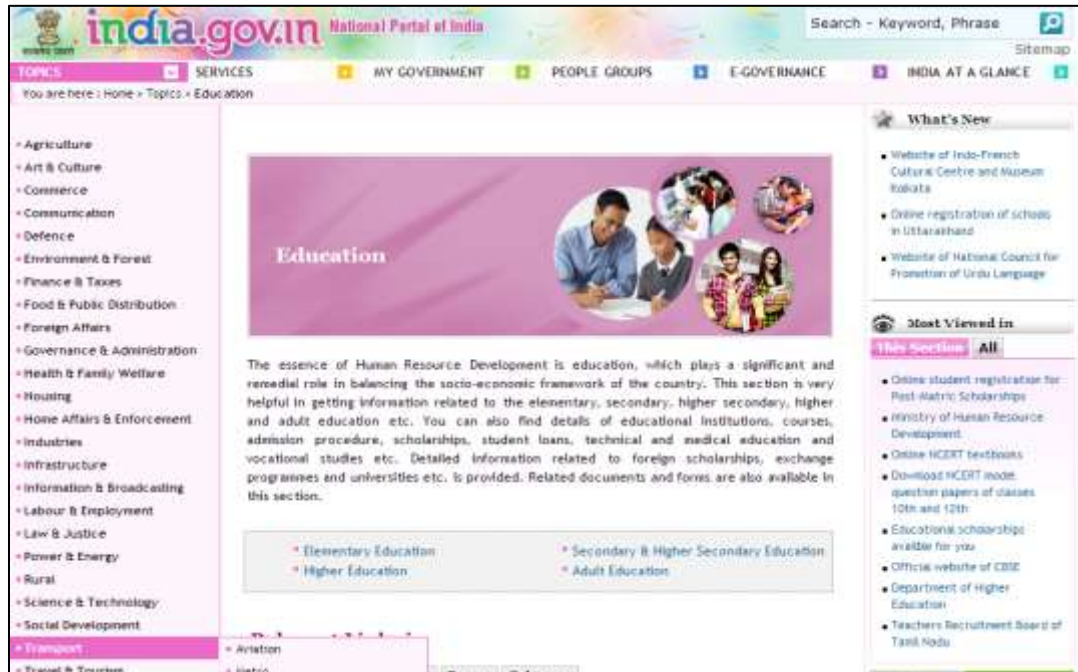 india.gov.in National Portal of India
Search - Keyword, Phrase
Sitemap
TOPICS SERVICES MY GOVERNMENT PEOPLE GROUPS E-GOVERNANCE INDIA AT A GLANCE
You are here : Home » Topics » Education
Agriculture
Art & Culture
Commerce
Communication
Defence
Environment & Forest
Finance & Taxes
Food & Public Distribution
Foreign Affairs
Governance & Administration
Health & Family Welfare
Housing
Home Affairs & Enforcement
Industries
Infrastructure
Information & Broadcasting
Labour & Employment
Law & Justice
Power & Energy
Rural
Science & Technology
Social Development
Transport
Travel & Tourism
Aviation
Metro
Education
The essence of Human Resource Development is education, which plays a significant and
remedial role in balancing the socio-economic framework of the country. This section is very
helpful in getting information related to the elementary, secondary, higher secondary, higher
and adult education etc. You can also find details of educational institutions, courses,
admission procedure, scholarships, student loans, technical and medical education and
vocational studies etc. Detailed information related to foreign scholarships, exchange
programmes and universities etc. is provided. Related documents and forms are also available in
this section.
Elementary Education
Secondary & Higher Secondary Education
Higher Education
Adult Education
What's New
Website of Indo-French
Cultural Centre and Museum
Kolkata
Online registration of schools
in Uttarakhand
Website of National Council for
Promotion of Urdu Language
Most Viewed in
This Section All
Online student registration for
Post-Matric Scholarships
Ministry of Human Resource
Development
Online NCERT textbooks
Download NCERT model
question papers of classes
10th and 12th
Educational scholarships
availble for you
Official website of CBSE
Department of Higher
Education
Teachers Recruitment Board of
Tamil Nadu